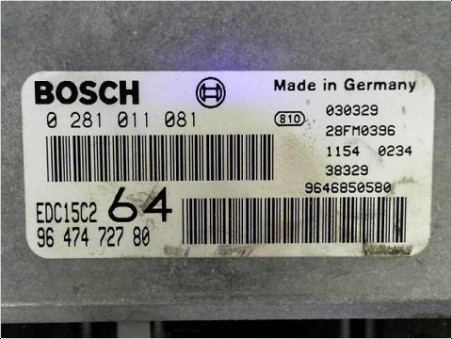 BOSCH
Made in Germany
0 281 011 081
810
030329
28FM0396
1154 0234
38329
9646850580
EDC15C2 64
96 474 727 80